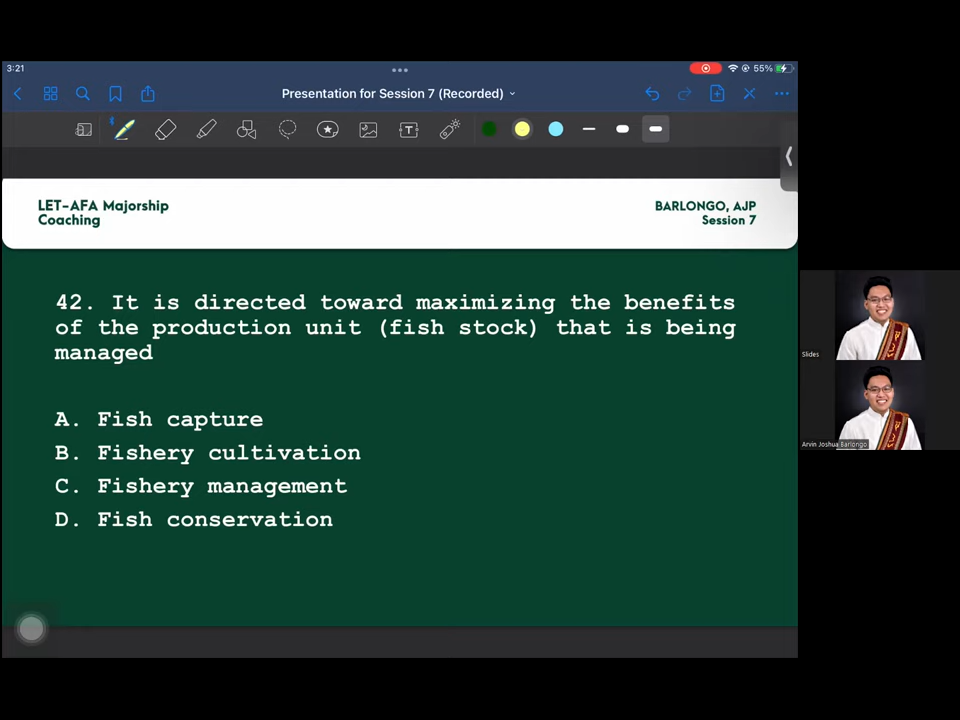 3:21
55%
Presentation for Session 7 (Recorded)
T
LET-AFA Majorship
Coaching
BARLONGO, AJP
Session 7
42. It is directed toward maximizing the benefits
of the production unit (fish stock) that is being
managed
A. Fish capture
B. Fishery cultivation
C. Fishery management
D. Fish conservation
Slides
Arvin Joshua Barlongo